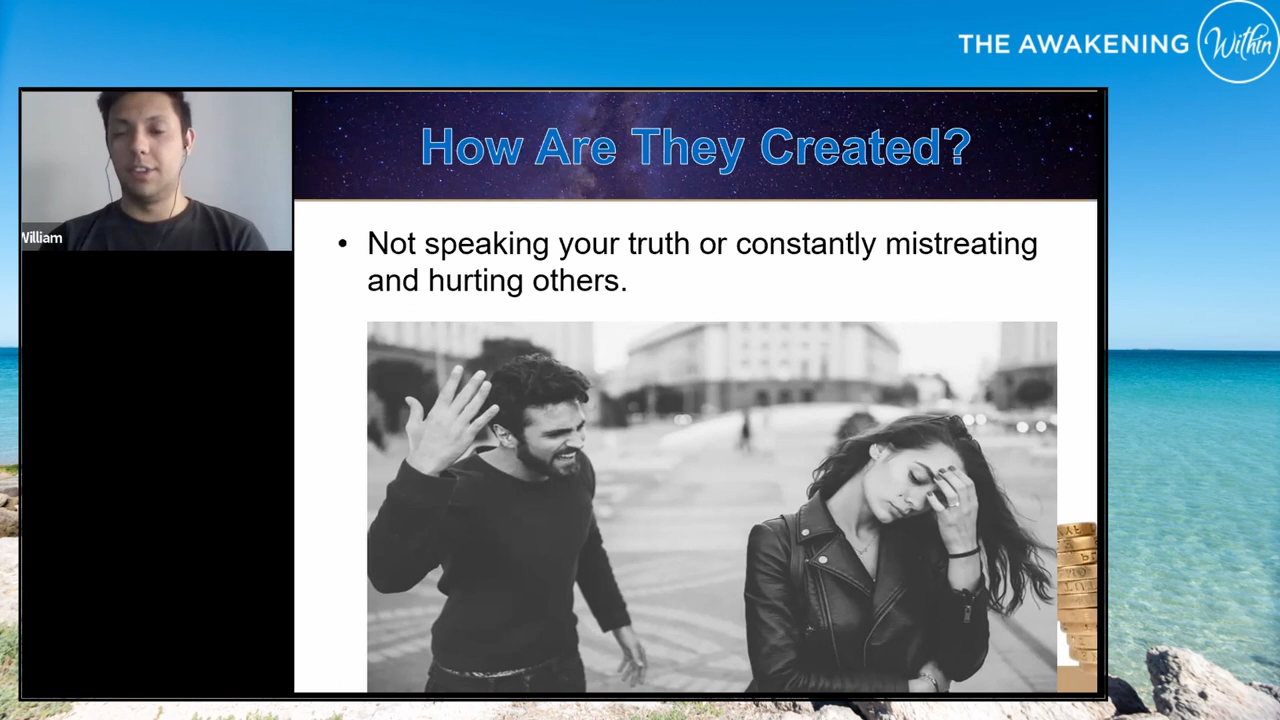 THE AWAKENING Within
How Are They Created?
William
• Not speaking your truth or constantly mistreating
and hurting others.